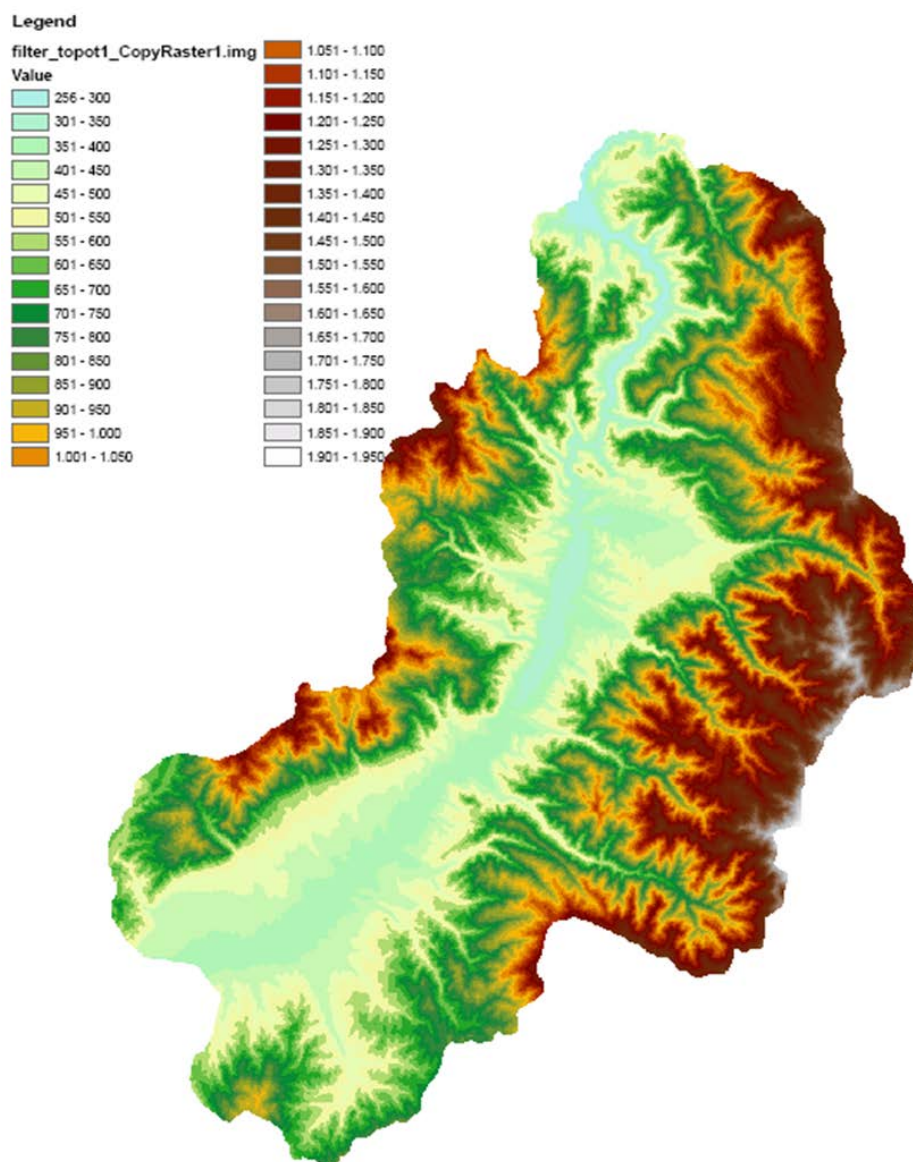 Legend
filter_topot1_CopyRaster1.img
Value
256 - 300
301 - 350
351 - 400
401 - 450
451 - 500
501 - 550
551 - 600
601 - 650
651 - 700
701 - 750
751 - 800
801 - 850
851 - 900
901 - 950
951 - 1.000
1.001 - 1.050
1.051 - 1.100
1.101 - 1.150
1.151 - 1.200
1.201 - 1.250
1.251 - 1.300
1.301 - 1.350
1.351 - 1.400
1.401 - 1.450
1.451 - 1.500
1.501 - 1.550
1.551 - 1.600
1.601 - 1.650
1.651 - 1.700
1.701 - 1.750
1.751 - 1.800
1.801 - 1.850
1.851 - 1.900
1.901 - 1.950